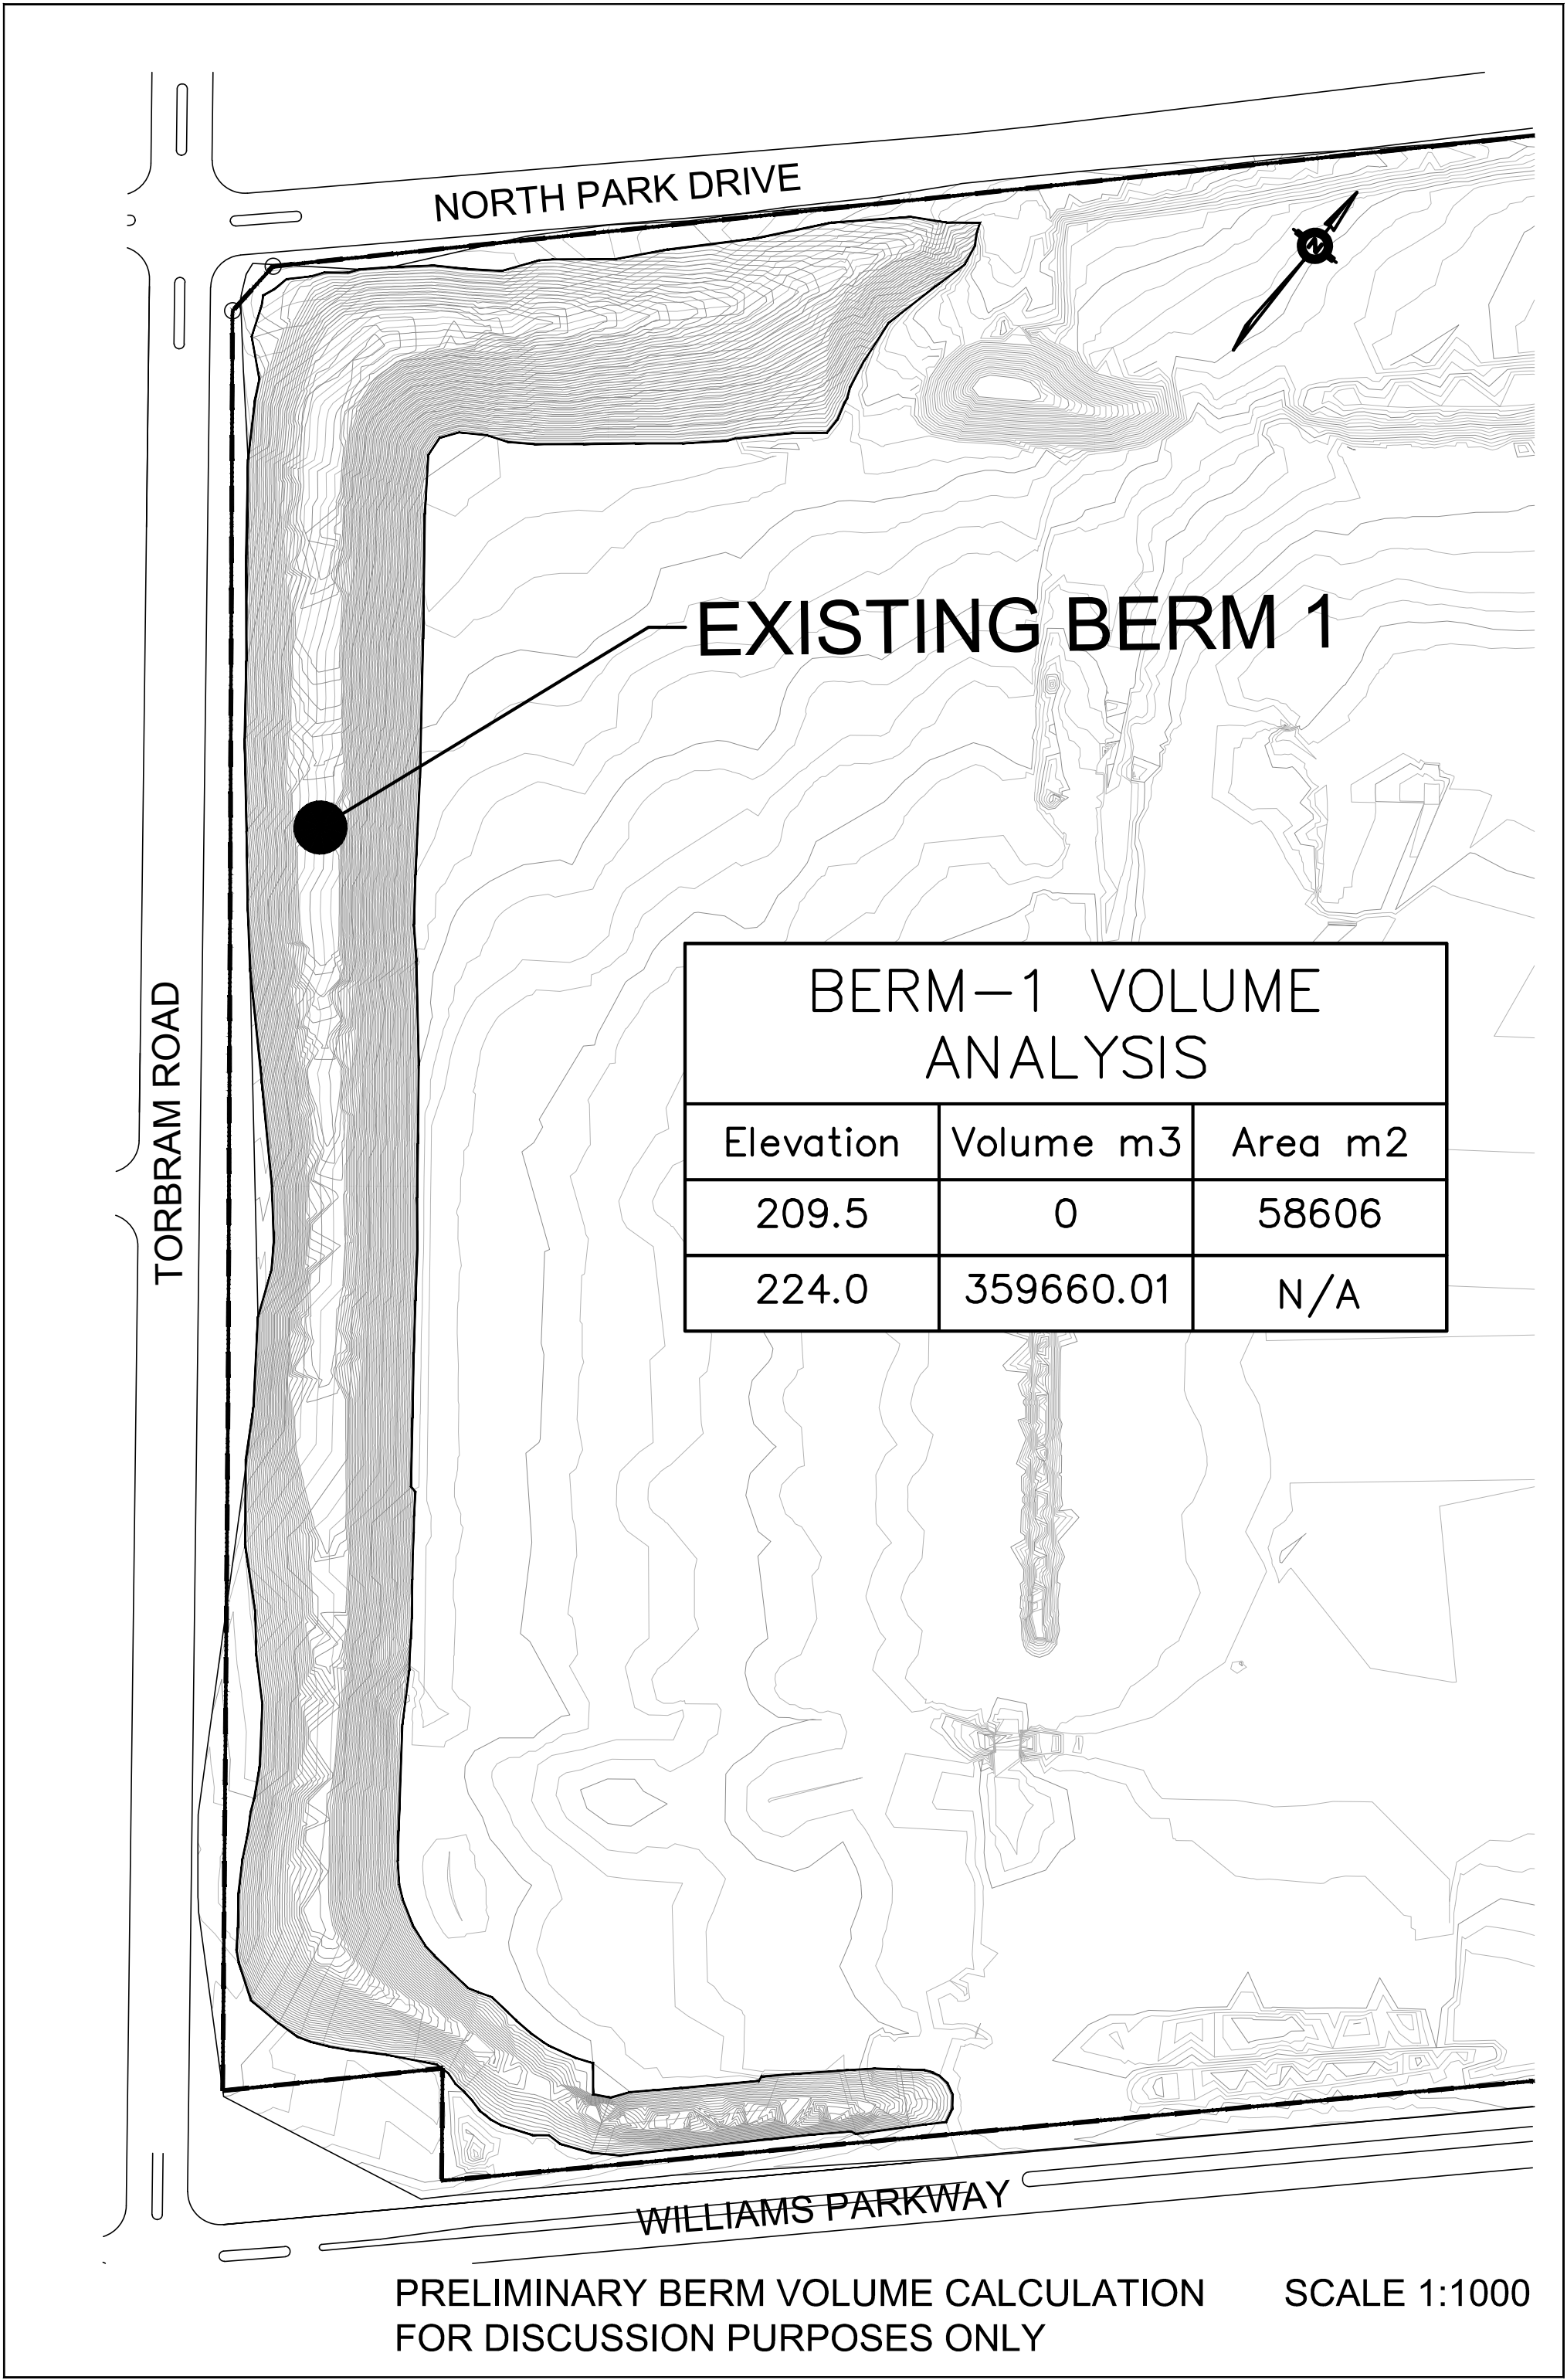 NORTH PARK DRIVE
N
EXISTING BERM 1
TORBRAM ROAD
BERM-1 VOLUME
ANALYSIS
Elevation Volume m3 Area m2
209.5 0 58606
224.0 359660.01 N/A
WILLIAMS PARKWAY
PRELIMINARY BERM VOLUME CALCULATION SCALE 1:1000
FOR DISCUSSION PURPOSES ONLY